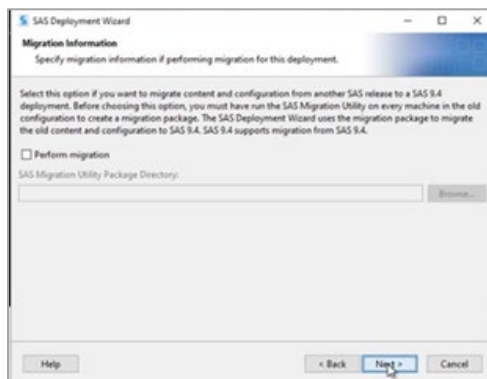 SAS Deployment Wizard
Migration Information
Specify migration information if performing migration for this deployment.
Select this option if you want to migrate content and configuration from another SAS release to a SAS 9.4
deployment. Before choosing this option, you must have run the SAS Migration Utility on every machine in the old
configuration to create a migration package. The SAS Deployment Wizard uses the migration package to migrate
the old content and configuration to SAS 9.4. SAS 9.4 supports migration from SAS 9.4.
Perform migration
SAS Migration Utility Package Directory:
Browse...
Help < Back Next > Cancel